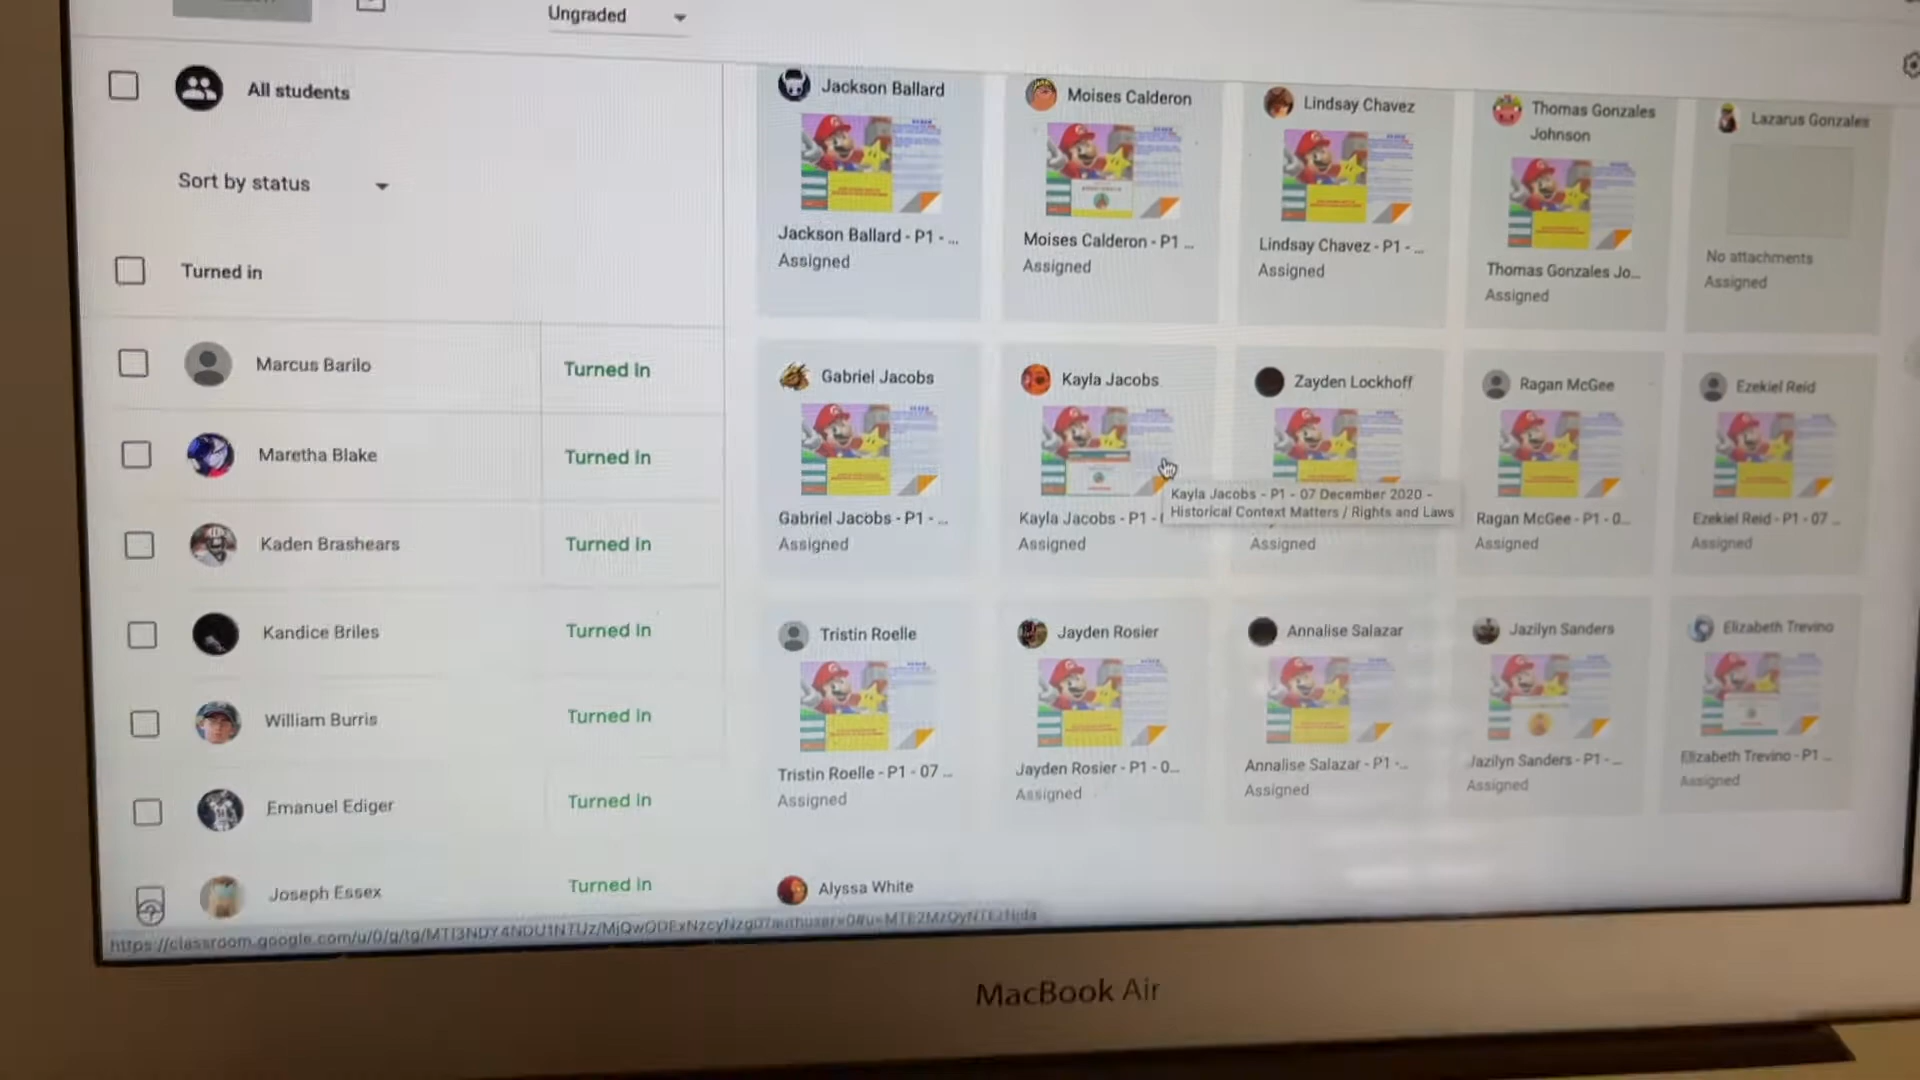 Ungraded
All students
Sort by status
Turned in
Marcus Barilo
Turned in
Maretha Blake
Turned in
Kaden Brashears
Turned in
Kandice Briles
Turned in
William Burris
Turned in
Emanuel Ediger
Turned in
Joseph Essex
Turned in
Jackson Ballard
Jackson Ballard - P1 - ...
Assigned
Moises Calderon
Moises Calderon - P1 ...
Assigned
Lindsay Chavez
Lindsay Chavez - P1 - ...
Assigned
Thomas Gonzales
Johnson
Thomas Gonzales Jo...
Assigned
Lazarus Gonzales
No attachments
Assigned
Gabriel Jacobs
Gabriel Jacobs - P1 - ...
Assigned
Kayla Jacobs
Kayla Jacobs - P1 -
Assigned
Kayla Jacobs - P1 - 07 December 2020 -
Historical Context Matters / Rights and Laws
Zayden Lockhoff
Assigned
Ragan McGee
Ragan McGee - P1 - 0...
Assigned
Ezekiel Reid
Ezekiel Reid - P1 - 07 ...
Assigned
Tristin Roelle
Tristin Roelle - P1 - 07 ...
Assigned
Jayden Rosier
Jayden Rosier - P1 - 0...
Assigned
Annalise Salazar
Annalise Salazar - P1 -...
Assigned
Jazilyn Sanders
Jazilyn Sanders - P1 - ...
Assigned
Elizabeth Trevino
Elizabeth Trevino - P1 ...
Assigned
Alyssa White
MacBook Air